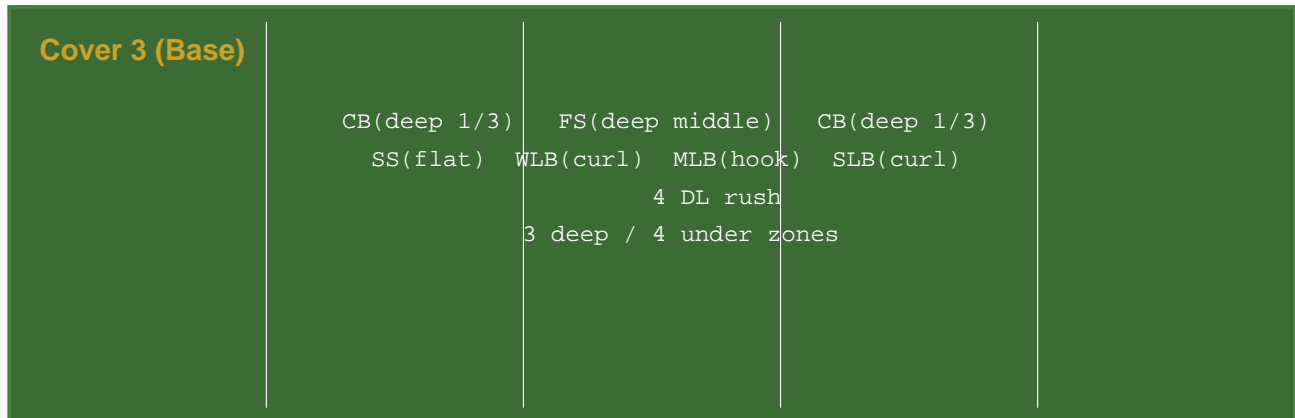 Cover 3 (Base)
CB(deep 1/3)   FS(deep middle)   CB(deep 1/3)
SS(flat)  WLB(curl)  MLB(hook)  SLB(curl)
4 DL rush
3 deep / 4 under zones